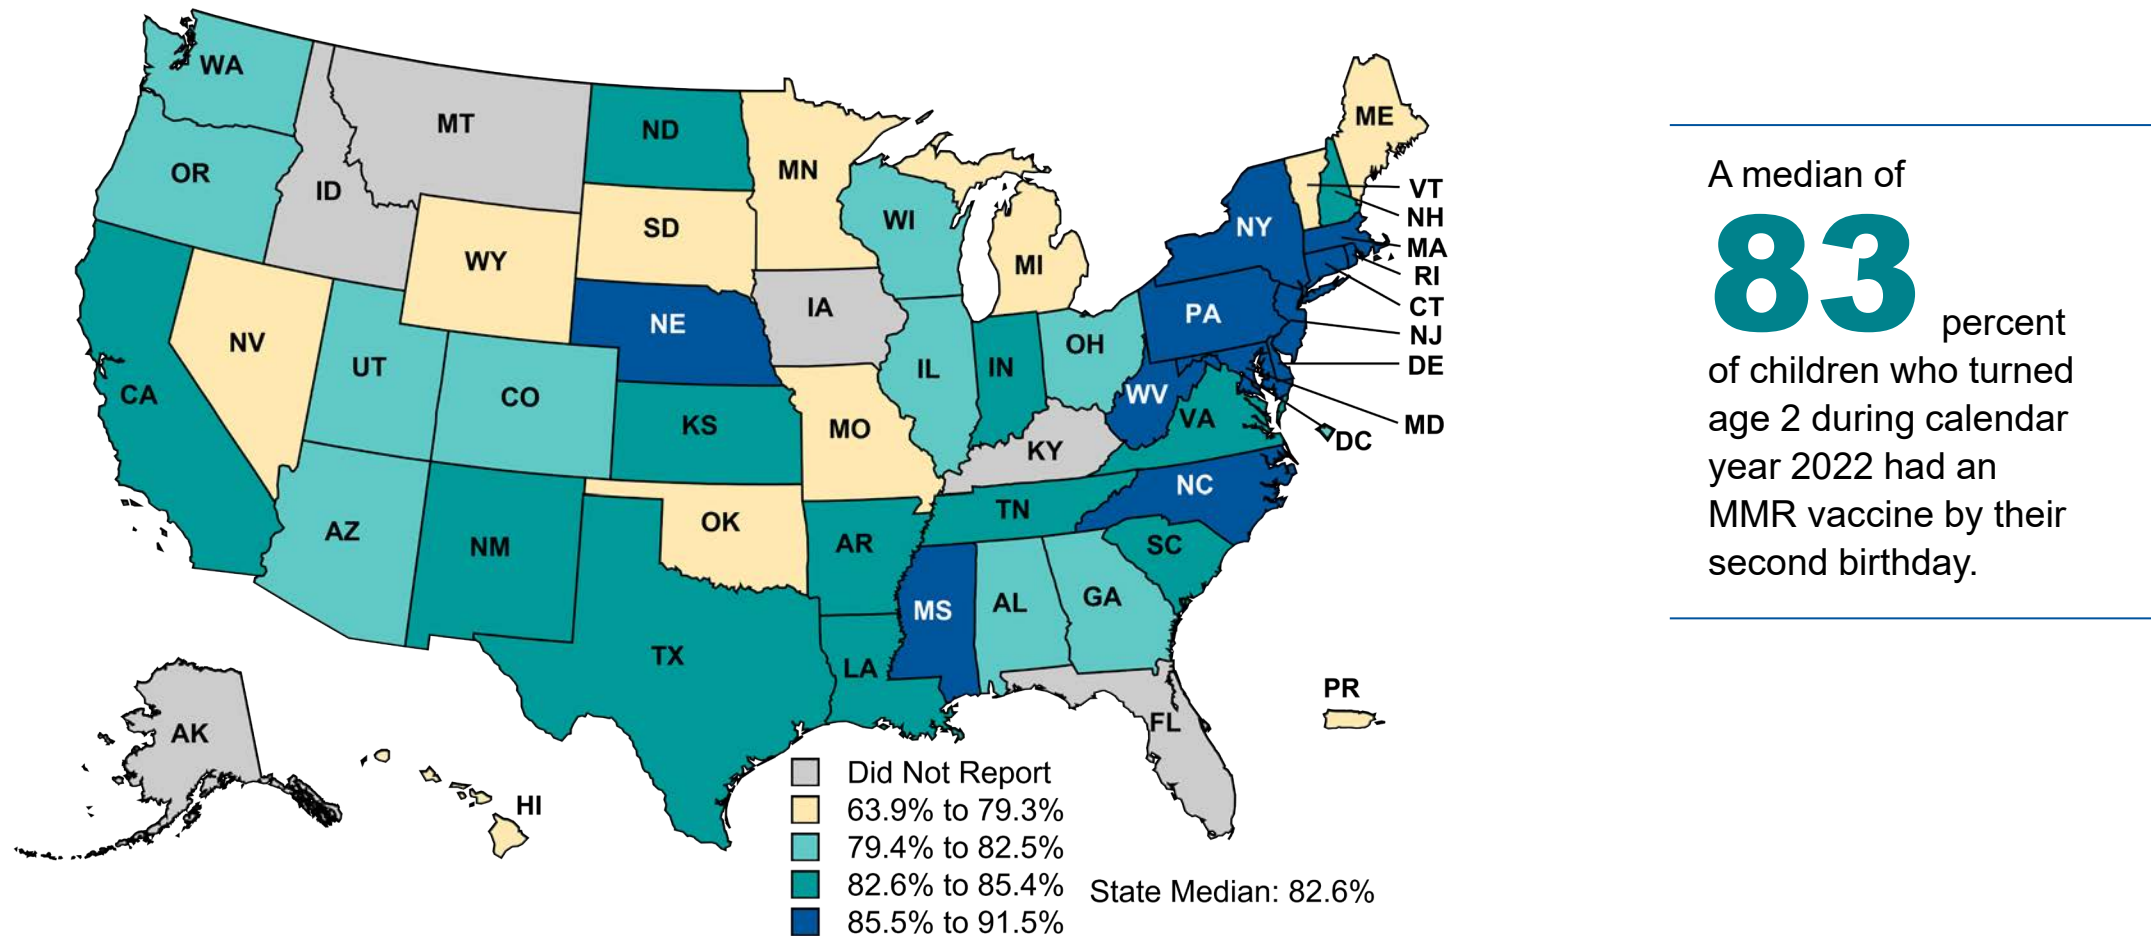 WA
MT
ND
MN
ME
OR
ID
SD
WI
VT
NH
NY
MA
WY
MI
RI
IA
CT
NE
PA
NJ
NV
UT
OH
DE
CO
IL
IN
CA
WV
KS
MO
VA
MD
KY
DC
NC
AZ
NM
OK
AR
TN
SC
MS
AL
GA
TX
LA
PR
AK
FL
HI
Did Not Report
63.9% to 79.3%
79.4% to 82.5%
82.6% to 85.4%
85.5% to 91.5%
State Median: 82.6%
A median of
83
percent
of children who turned
age 2 during calendar
year 2022 had an
MMR vaccine by their
second birthday.